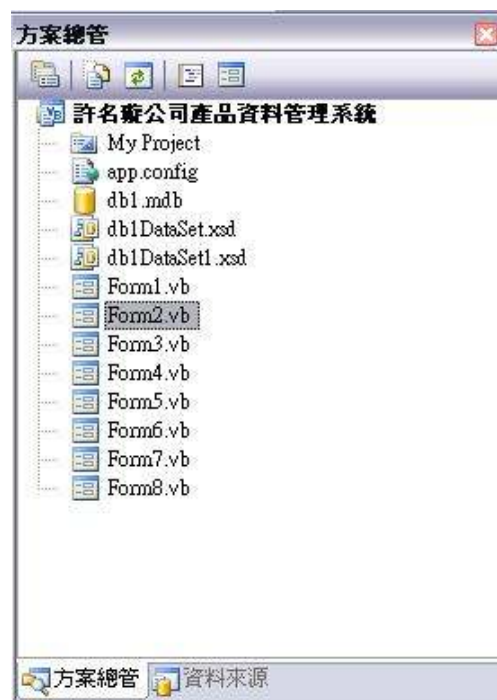 方案總管
許名癡公司產品資料管理系統
My Project
app.config
db1.mdb
db1DataSet.xsd
db1DataSet1.xsd
Form1.vb
Form2.vb
Form3.vb
Form4.vb
Form5.vb
Form6.vb
Form7.vb
Form8.vb
方案總管 資料來源